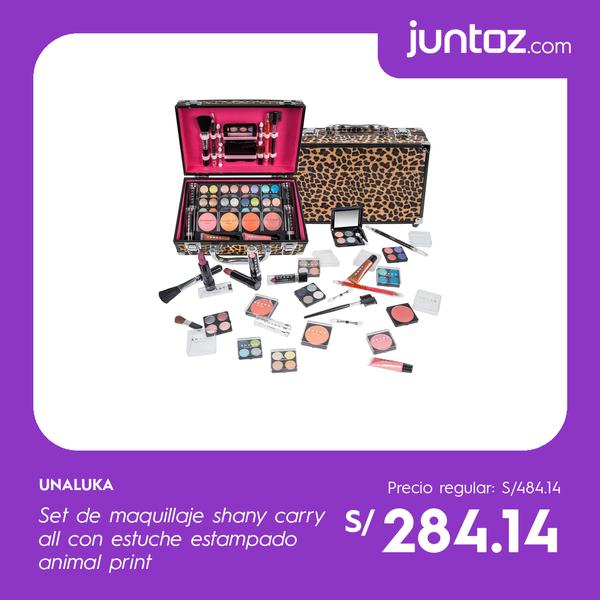 juntoz.com
UNALUKA
Set de maquillaje shany carry
all con estuche estampado
animal print
Precio regular: S/484.14
S/ 284.14